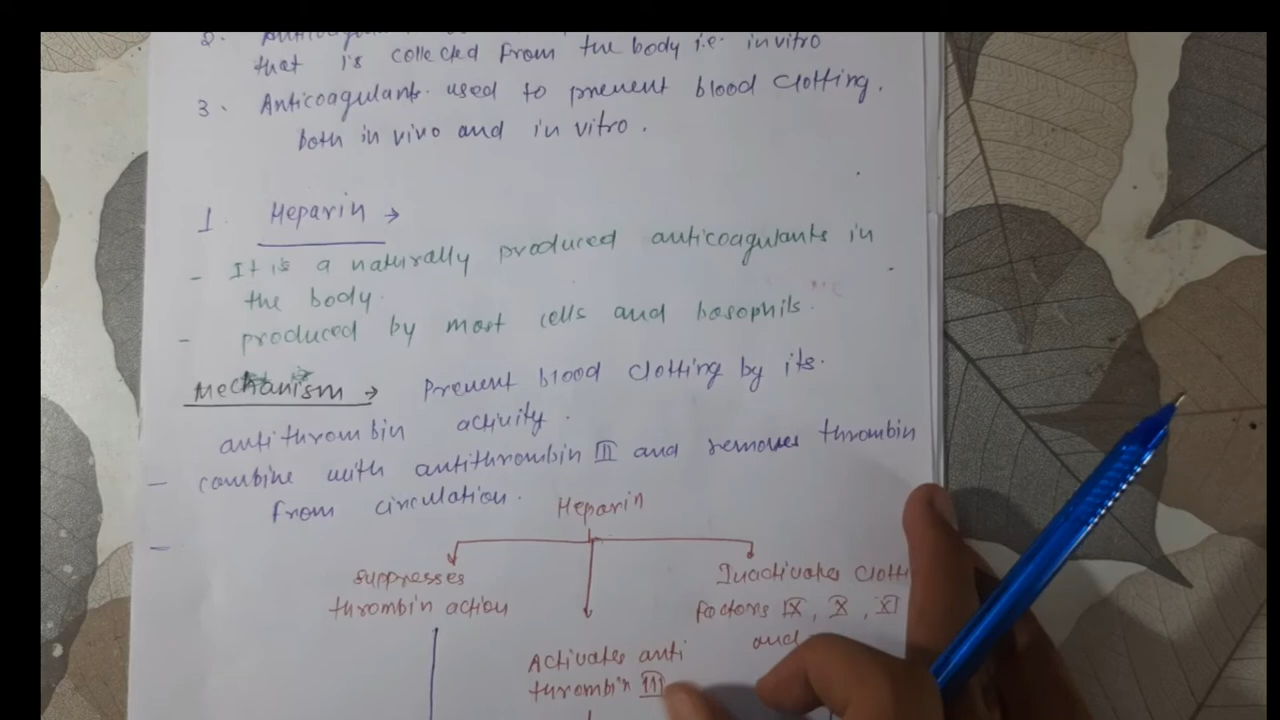 2.
that is collected from the body i.e. in vitro
3. Anticoagulants used to prevent blood clotting.
both in vivo and in vitro.
1. Heparin →
- It is a naturally produced anticoagulants in
the body.
- produced by mast cells and basophils.
Mechanism → Prevent blood clotting by its.
antithrombin activity.
- combine with antithrombin III and removes thrombin
from circulation.
-
Heparin
suppresses
thrombin action
Activates anti
thrombin III
Inactivates clott
factors IX, X, XI
and